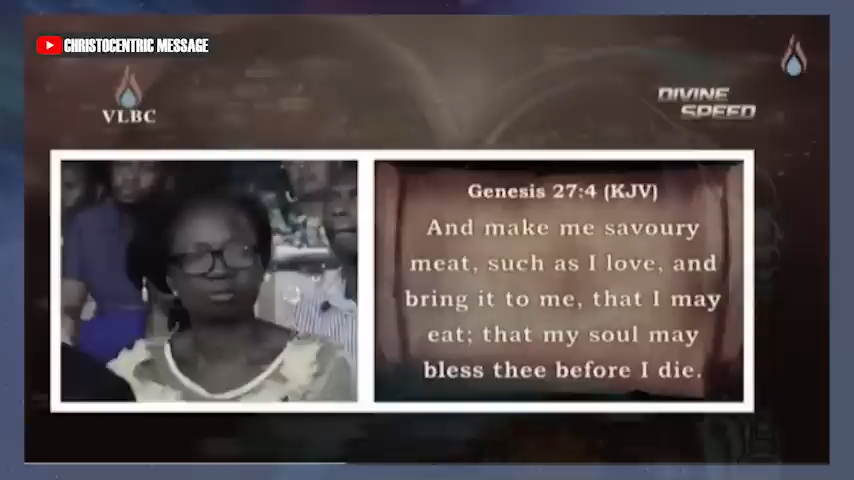 CHRISTOCENTRIC MESSAGE
VLBC
DIVINE
SPEED
Genesis 27:4 (KJV)
And make me savoury
meat, such as I love, and
bring it to me, that I may
eat; that my soul may
bless thee before I die.